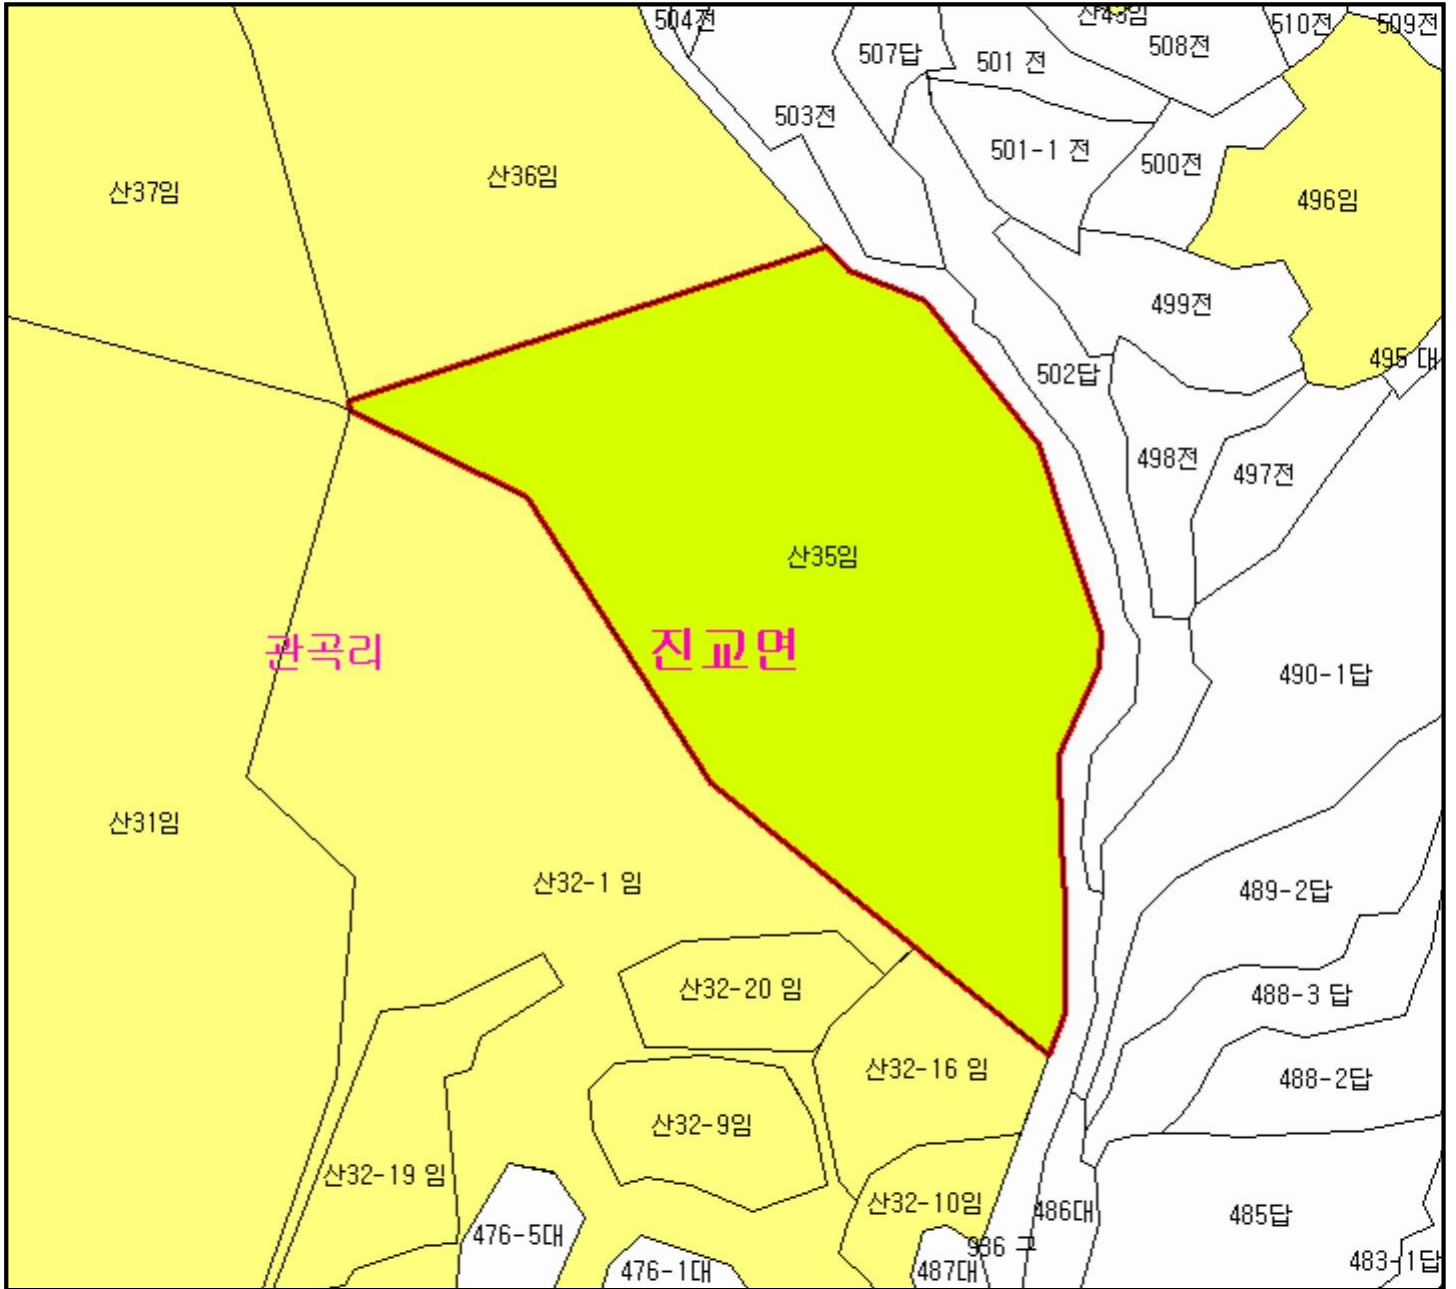 504전
산45임
510전
509전
507답
501 전
508전
503전
501-1 전
500전
산37임
산36임
496임
499전
502답
495 대
498전
497전
산35임
관곡리
진교면
490-1답
산31임
산32-1 임
489-2답
산32-20 임
488-3 답
산32-16 임
488-2답
산32-9임
산32-19 임
산32-10임
486대
485답
476-5대
936 구
483-1답
476-1대
487대